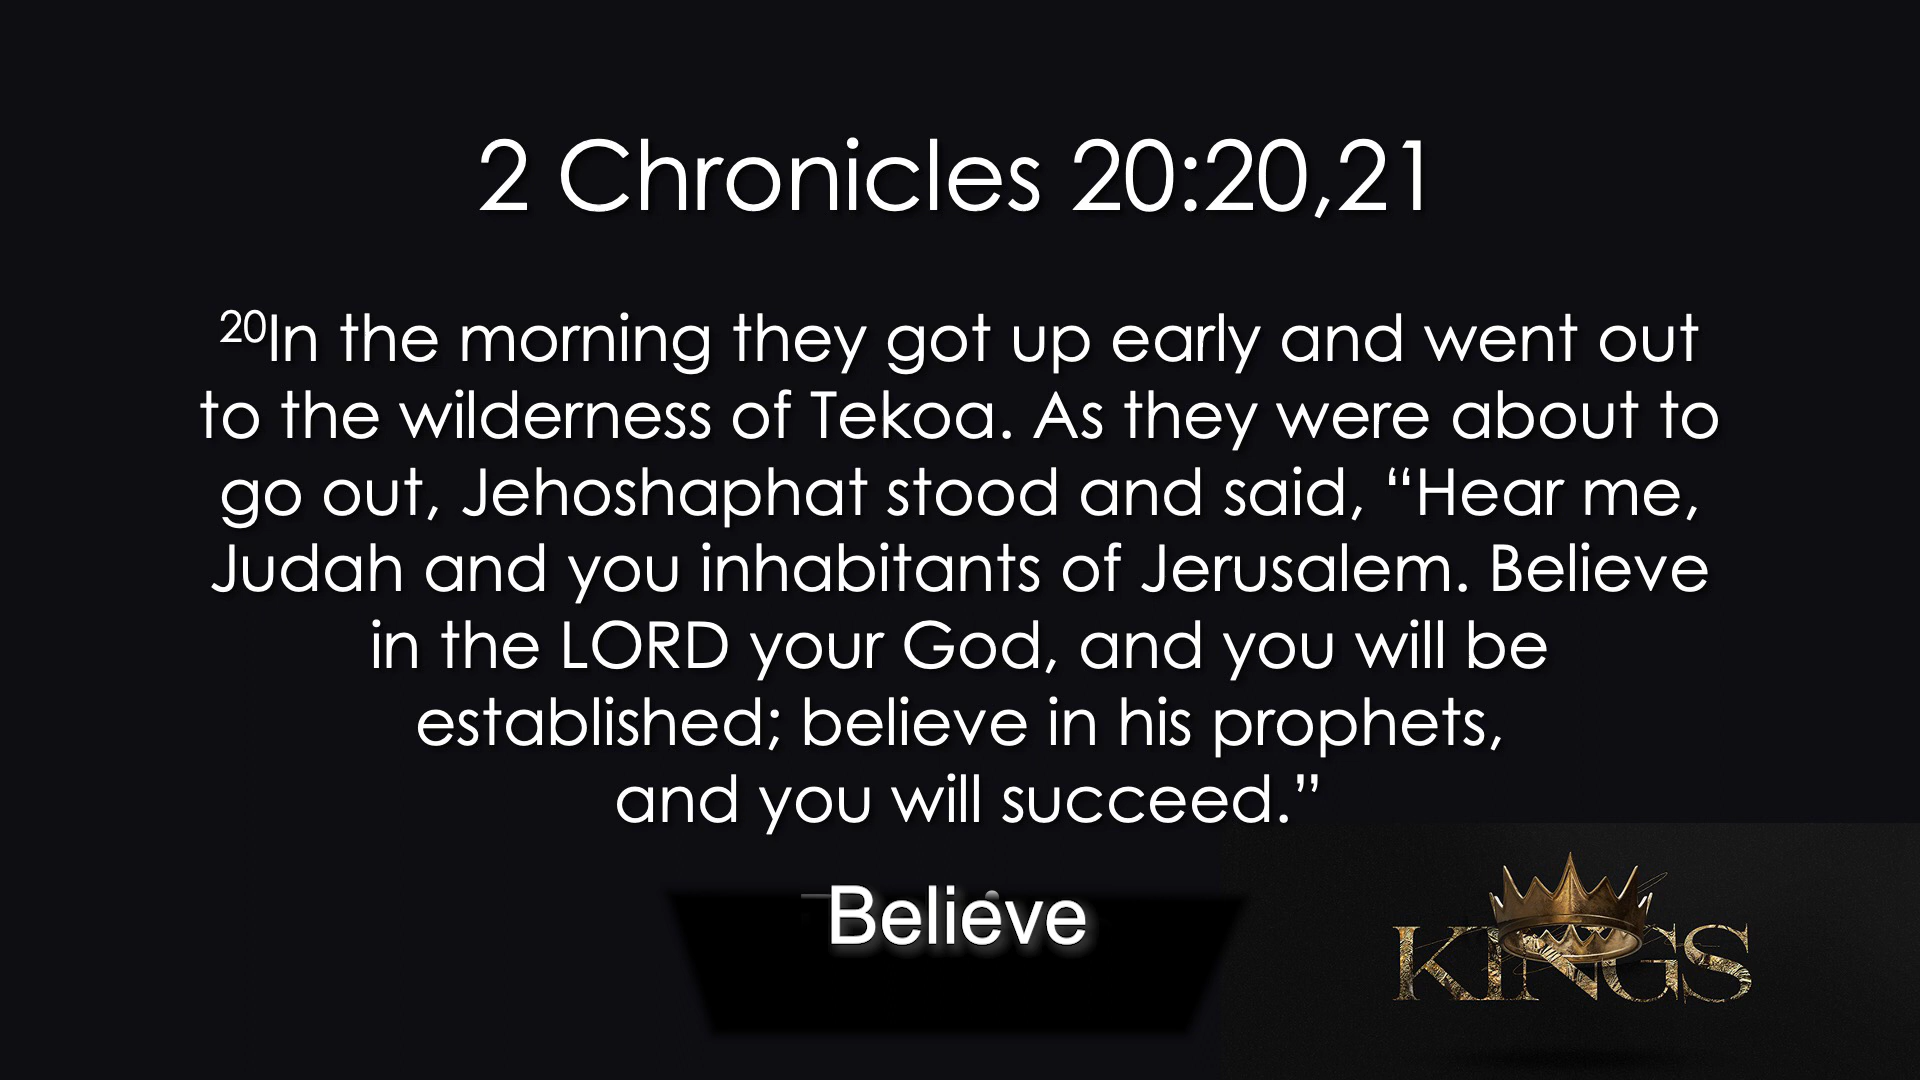 2 Chronicles 20:20,21
20In the morning they got up early and went out
to the wilderness of Tekoa. As they were about to
go out, Jehoshaphat stood and said, “Hear me,
Judah and you inhabitants of Jerusalem. Believe
in the LORD your God, and you will be
established; believe in his prophets,
and you will succeed.”
Believe
KINGS